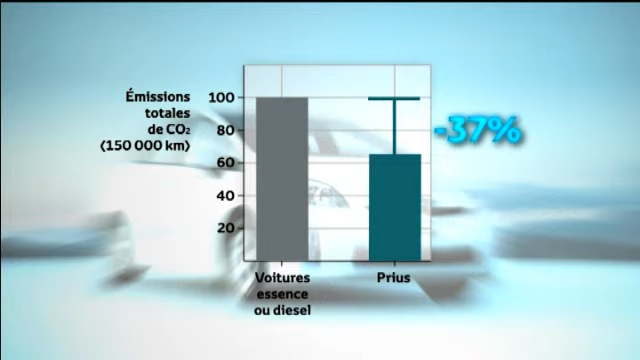 Émissions
totales
de CO₂
(150 000 km)
100
80
60
40
20
-37%
Voitures
essence
ou diesel
Prius